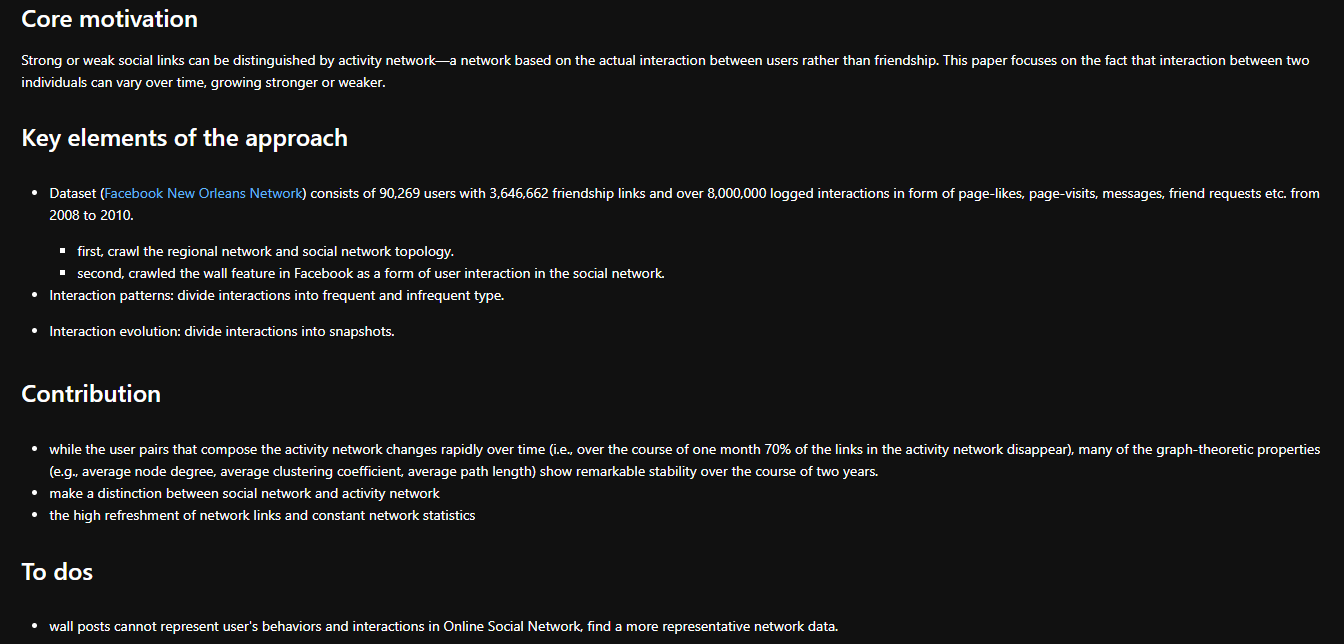 Core motivation
Strong or weak social links can be distinguished by activity network—a network based on the actual interaction between users rather than friendship. This paper focuses on the fact that interaction between two
individuals can vary over time, growing stronger or weaker.
Key elements of the approach
• Dataset (Facebook New Orleans Network) consists of 90,269 users with 3,646,662 friendship links and over 8,000,000 logged interactions in form of page-likes, page-visits, messages, friend requests etc. from
2008 to 2010.
▪ first, crawl the regional network and social network topology.
▪ second, crawled the wall feature in Facebook as a form of user interaction in the social network.
• Interaction patterns: divide interactions into frequent and infrequent type.
• Interaction evolution: divide interactions into snapshots.
Contribution
• while the user pairs that compose the activity network changes rapidly over time (i.e., over the course of one month 70% of the links in the activity network disappear), many of the graph-theoretic properties
(e.g., average node degree, average clustering coefficient, average path length) show remarkable stability over the course of two years.
• make a distinction between social network and activity network
• the high refreshment of network links and constant network statistics
To dos
• wall posts cannot represent user's behaviors and interactions in Online Social Network, find a more representative network data.